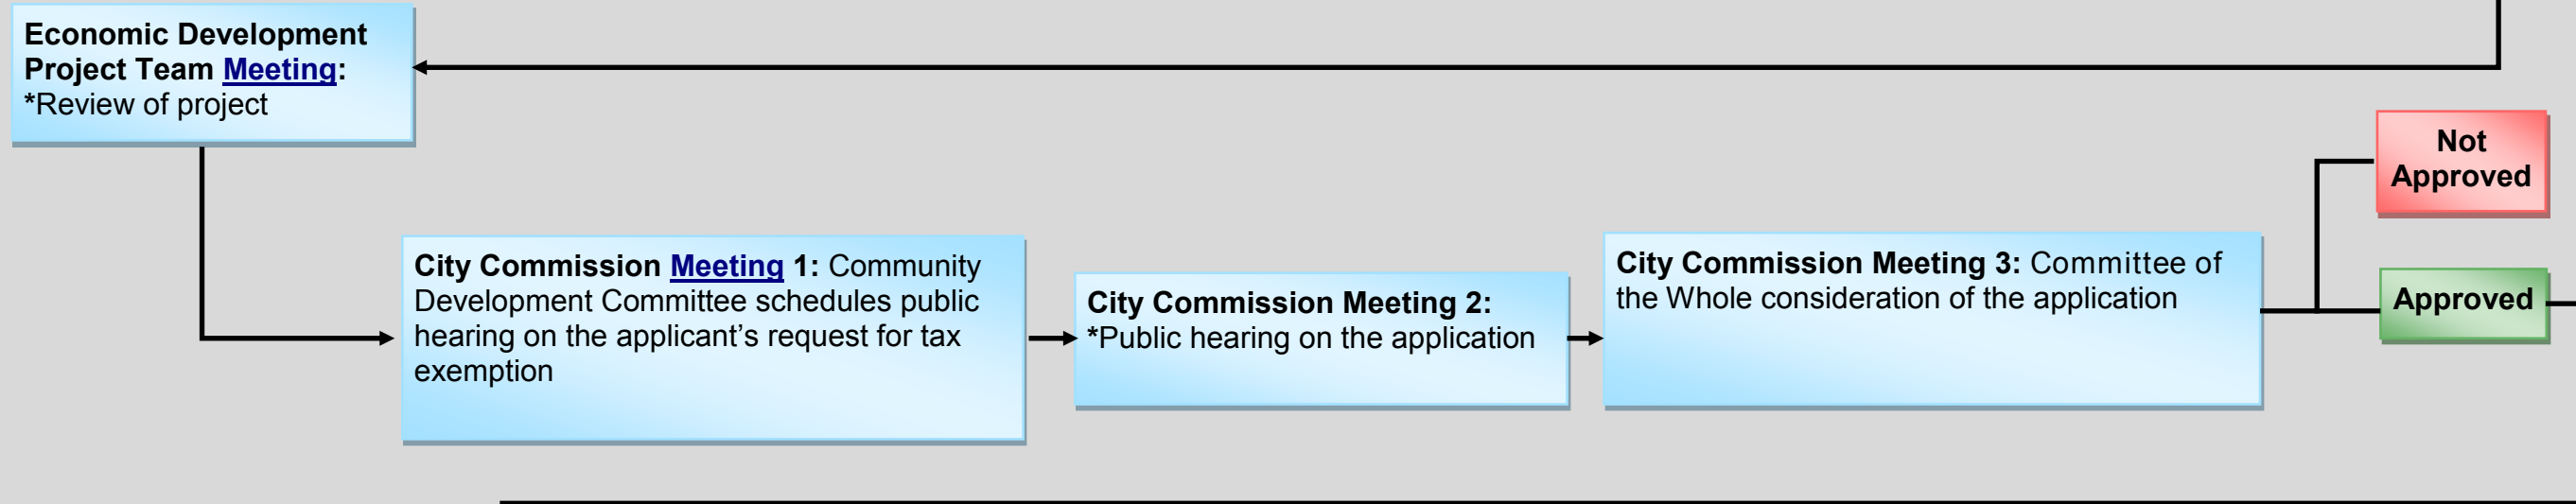 Economic Development
Project Team Meeting:
*Review of project
Not
Approved
City Commission Meeting 1: Community
Development Committee schedules public
hearing on the applicant’s request for tax
exemption
City Commission Meeting 2:
*Public hearing on the application
City Commission Meeting 3: Committee of
the Whole consideration of the application
Approved